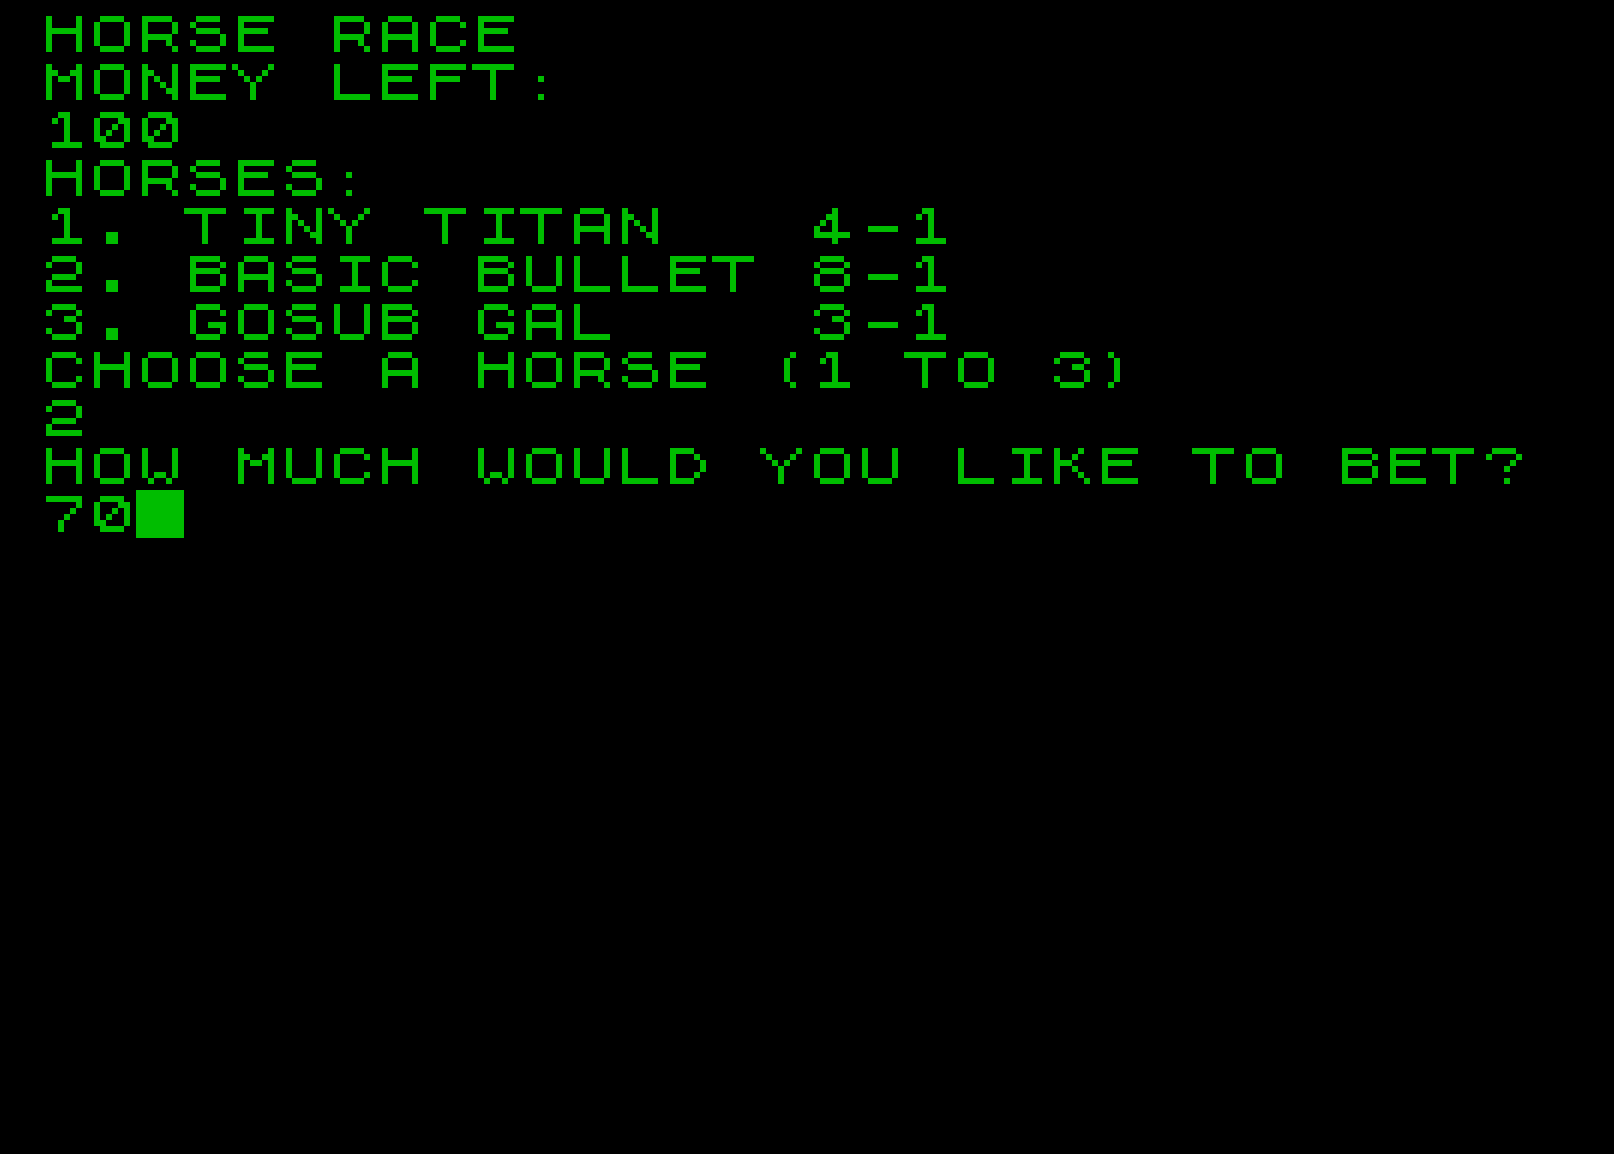 HORSE RACE
MONEY LEFT:
100
HORSES:
1. TINY TITAN   4-1
2. BASIC BULLET 8-1
3. GOSUB GAL    3-1
CHOOSE A HORSE (1 TO 3)
2
HOW MUCH WOULD YOU LIKE TO BET?
70